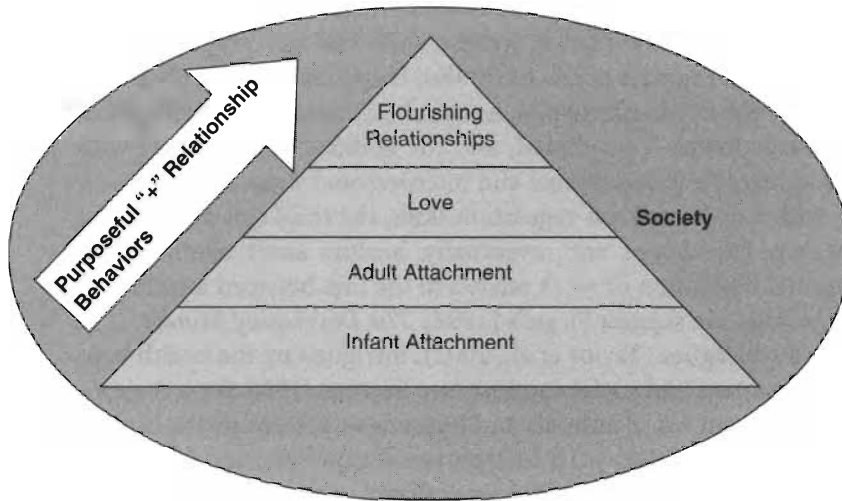 Purposeful "+" Relationship
Behaviors
Flourishing
Relationships
Love
Society
Adult Attachment
Infant Attachment